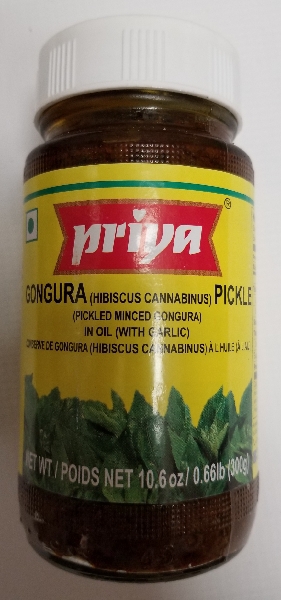 priya
GONGURA (HIBISCUS CANNABINUS) PICKLE
(PICKLED MINCED GONGURA)
IN OIL (WITH GARLIC)
CONSERVE DE GONGURA (HIBISCUS CANNABINUS) À L'HUILE (À L'AIL)
NET WT / POIDS NET 10.6 oz / 0.66lb (300g)